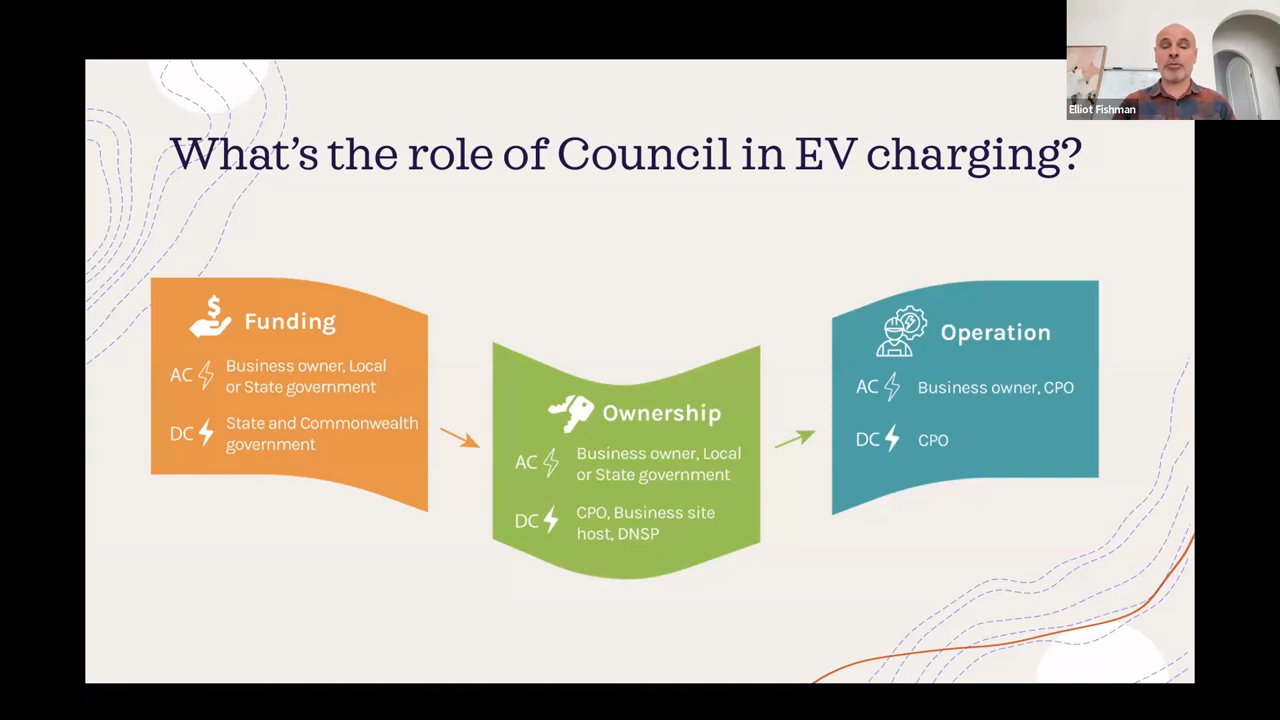 Elliot Fishman
What's the role of Council in EV charging?
$
Funding
AC Business owner, Local
or State government
DC State and Commonwealth
government
Ownership
AC Business owner, Local
or State government
DC CPO, Business site
host, DNSP
Operation
AC Business owner, CPO
DC CPO